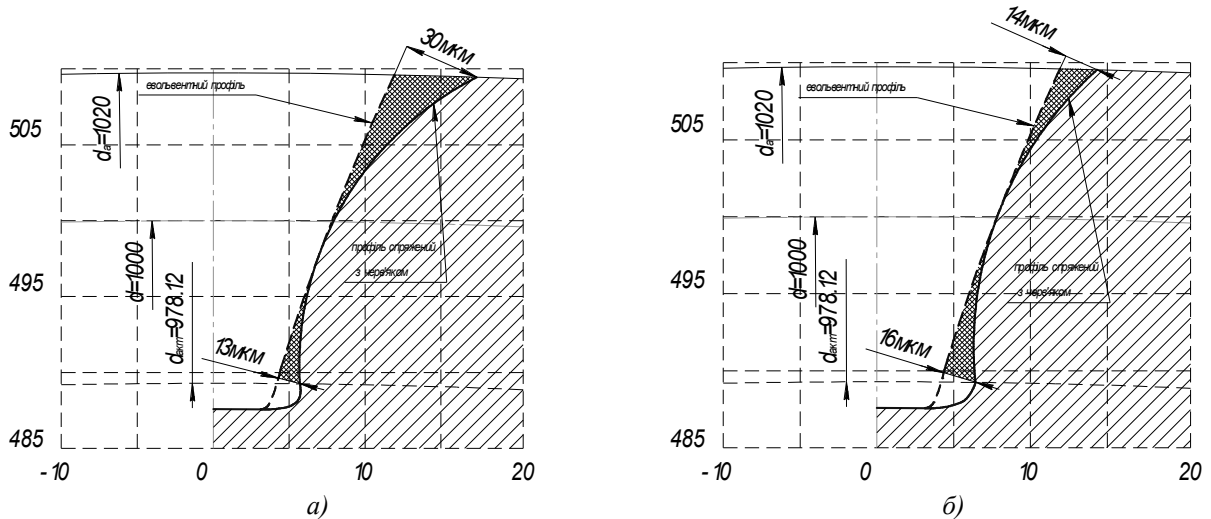 30мкм
евольвентний профіль
505
dₐ=1020
d=1000
профіль спряжений
з черв'яком
495
dакт=978.12
13мкм
485
-10
0
10
20
а)
14мкм
евольвентний профіль
505
dₐ=1020
d=1000
профіль спряжений
з черв'яком
495
dакт=978.12
16мкм
485
-10
0
10
20
б)